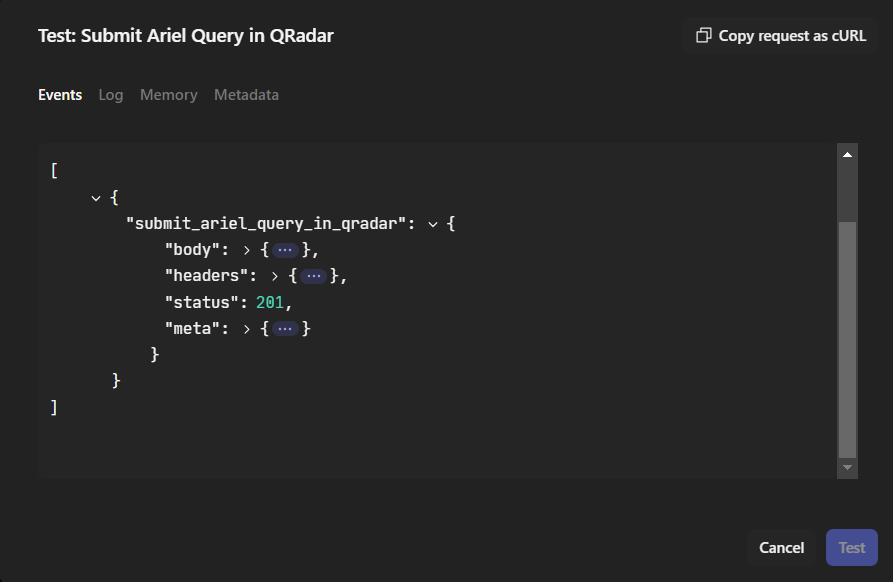 Test: Submit Ariel Query in QRadar
Copy request as cURL
Events Log Memory Metadata
[
{
"submit_ariel_query_in_qradar": {
"body": {···},
"headers": {···},
"status": 201,
"meta": {···}
}
}
]
Cancel Test